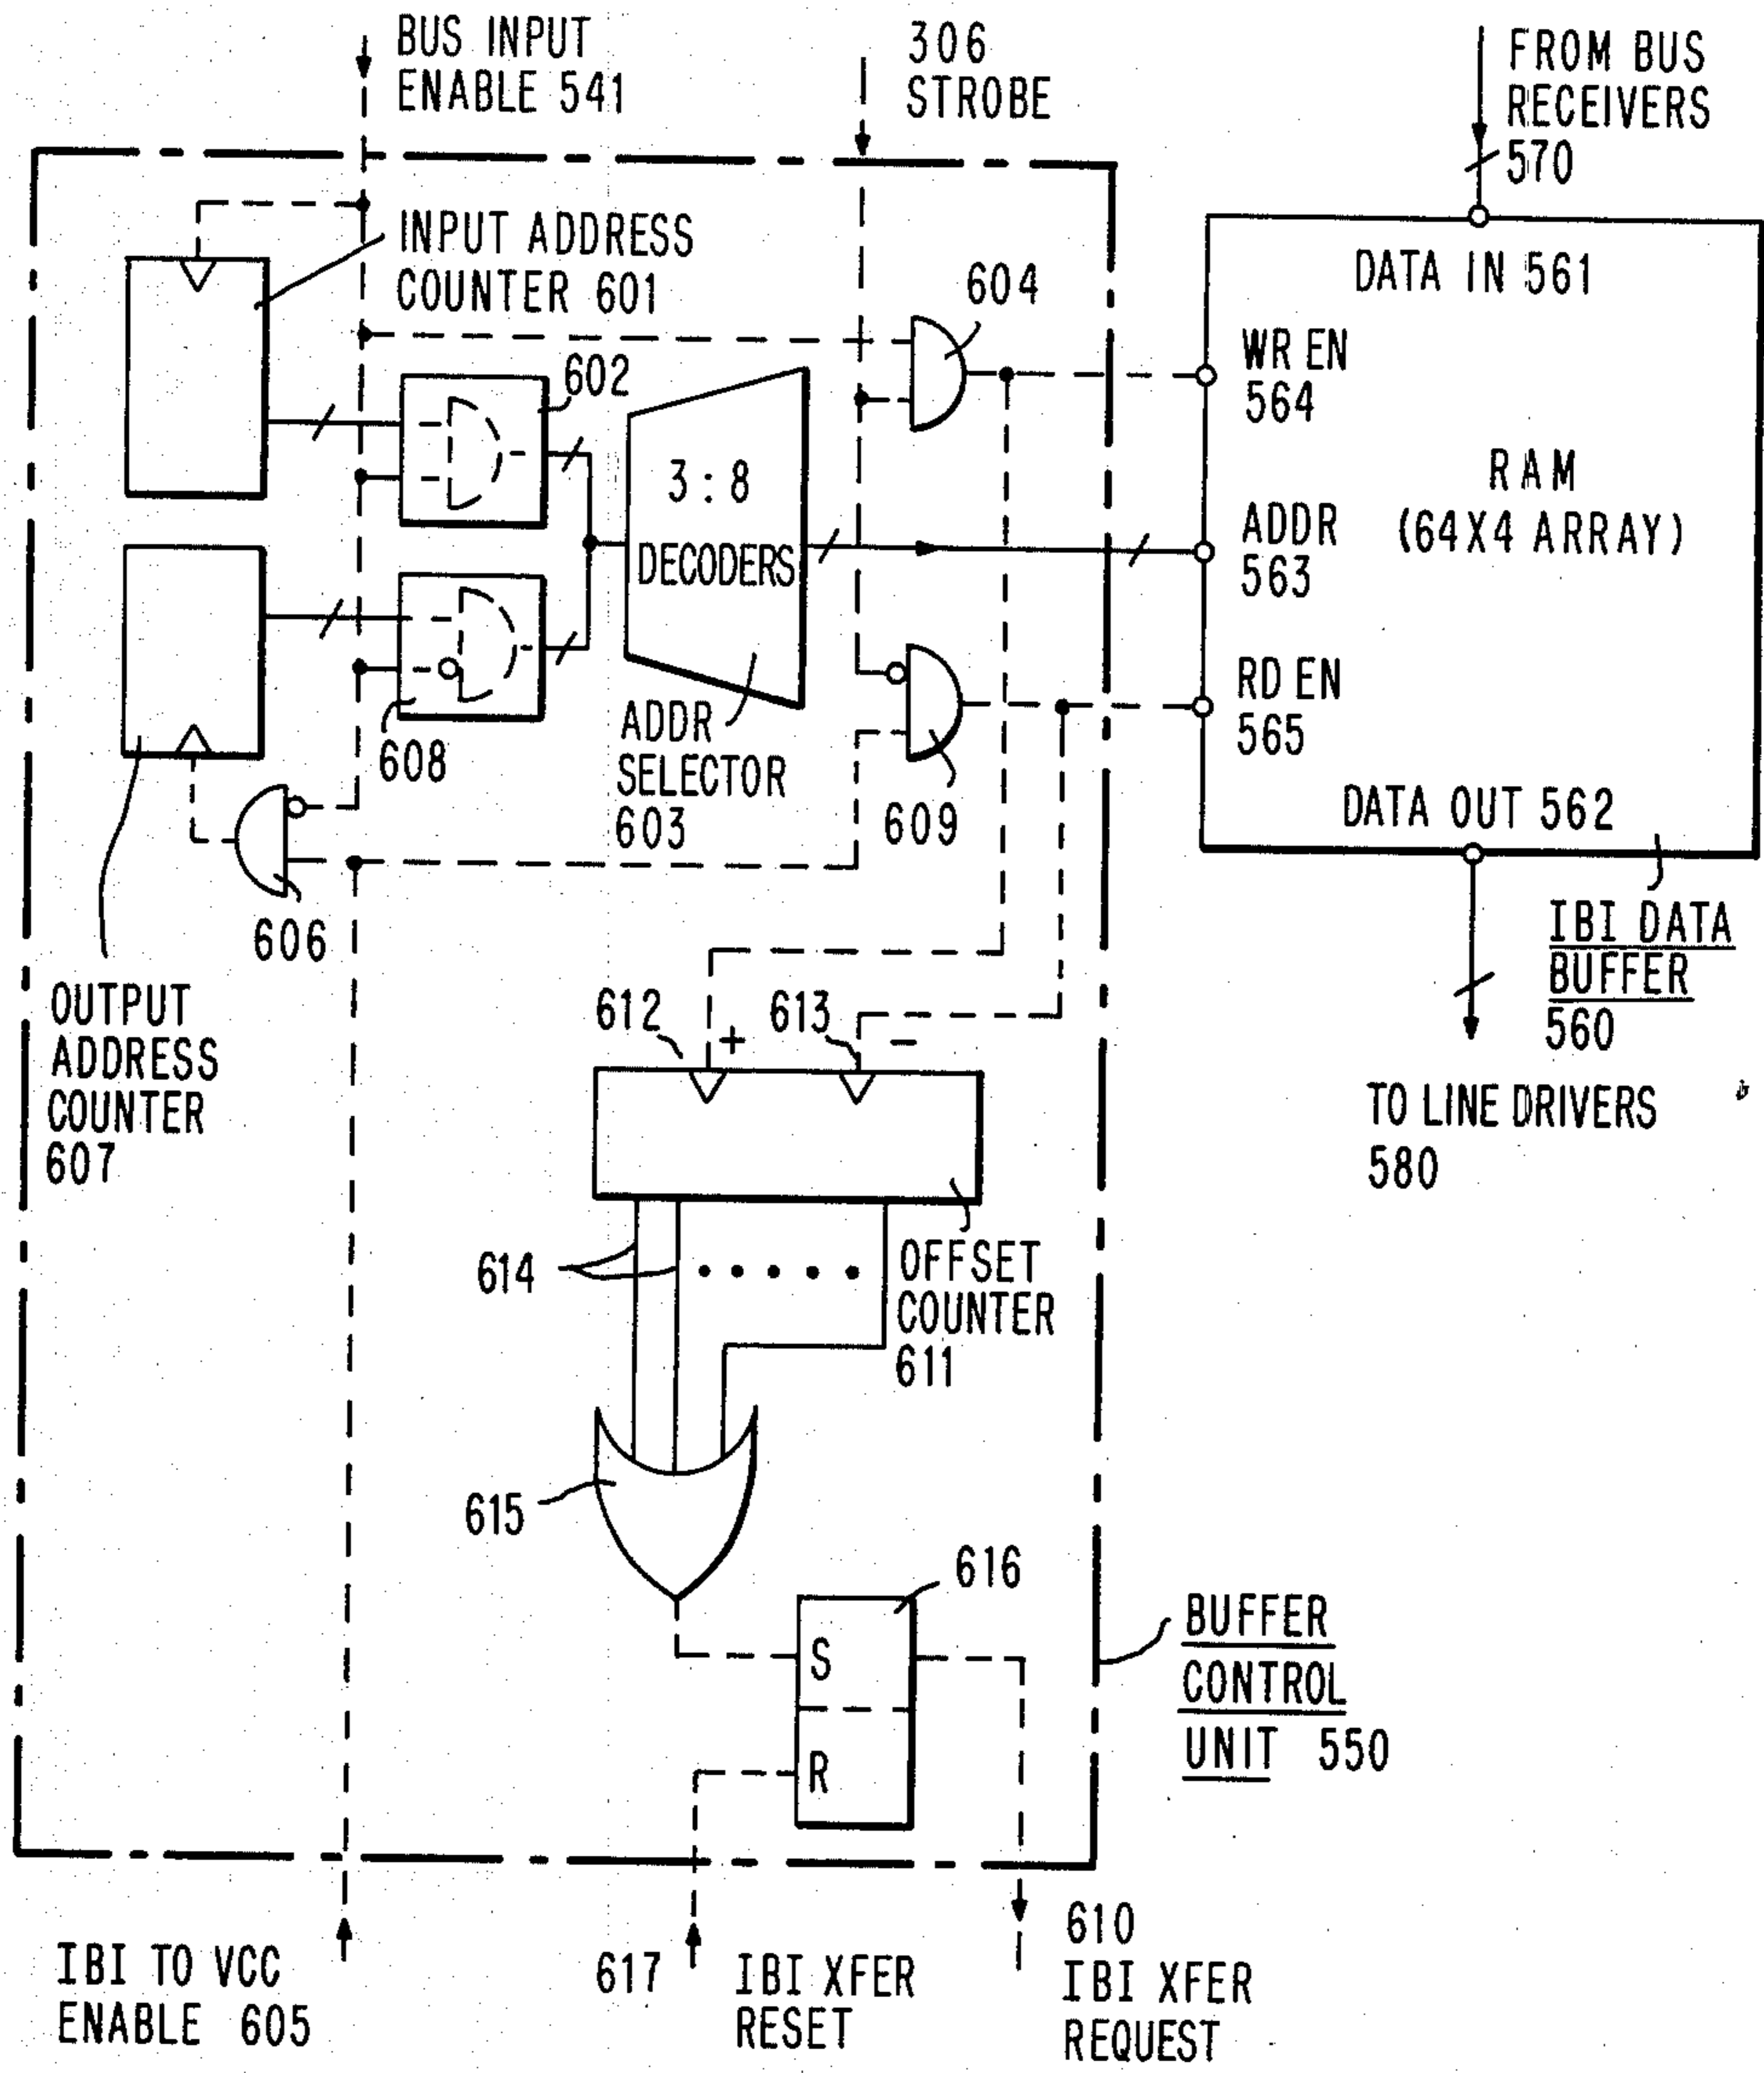 BUS INPUT
ENABLE 541
306
STROBE
FROM BUS
RECEIVERS
570
INPUT ADDRESS
COUNTER 601
604
DATA IN 561
WR EN
564
602
3:8
DECODERS
RAM
(64X4 ARRAY)
ADDR
563
RD EN
565
608
ADDR
SELECTOR
603
609
DATA OUT 562
606
IBI DATA
BUFFER
560
OUTPUT
ADDRESS
COUNTER
607
612
+
613
−
TO LINE DRIVERS
580
614
OFFSET
COUNTER
611
615
616
S
R
BUFFER
CONTROL
UNIT 550
IBI TO VCC
ENABLE 605
617
IBI XFER
RESET
610
IBI XFER
REQUEST